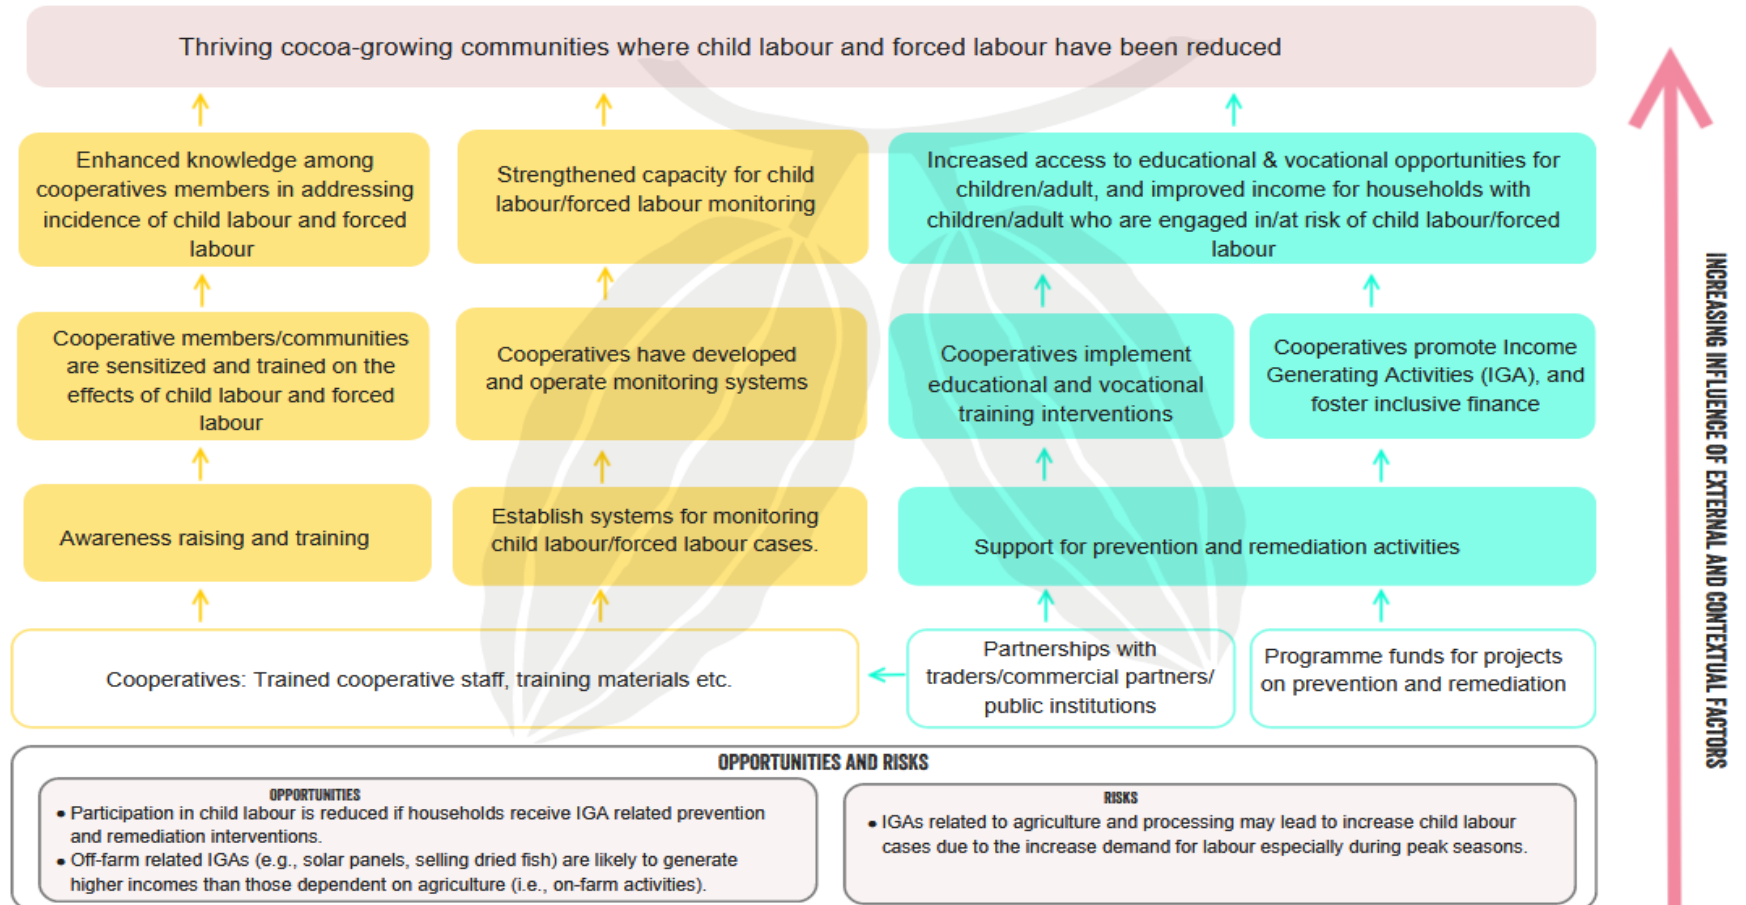 Thriving cocoa-growing communities where child labour and forced labour have been reduced
Enhanced knowledge among
cooperatives members in addressing
incidence of child labour and forced
labour
Strengthened capacity for child
labour/forced labour monitoring
Increased access to educational & vocational opportunities for
children/adult, and improved income for households with
children/adult who are engaged in/at risk of child labour/forced
labour
Cooperative members/communities
are sensitized and trained on the
effects of child labour and forced
labour
Cooperatives have developed
and operate monitoring systems
Cooperatives implement
educational and vocational
training interventions
Cooperatives promote Income
Generating Activities (IGA), and
foster inclusive finance
Awareness raising and training
Establish systems for monitoring
child labour/forced labour cases.
Support for prevention and remediation activities
Cooperatives: Trained cooperative staff, training materials etc.
Partnerships with
traders/commercial partners/
public institutions
Programme funds for projects
on prevention and remediation
INCREASING INFLUENCE OF EXTERNAL AND CONTEXTUAL FACTORS
OPPORTUNITIES AND RISKS
OPPORTUNITIES
• Participation in child labour is reduced if households receive IGA related prevention
and remediation interventions.
• Off-farm related IGAs (e.g., solar panels, selling dried fish) are likely to generate
higher incomes than those dependent on agriculture (i.e., on-farm activities).
RISKS
• IGAs related to agriculture and processing may lead to increase child labour
cases due to the increase demand for labour especially during peak seasons.